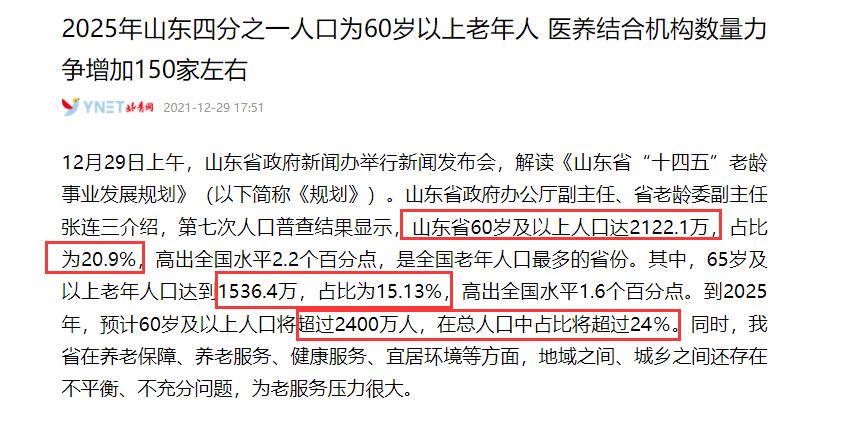 2025年山东四分之一人口为60岁以上老年人 医养结合机构数量力
争增加150家左右
YNET 北青网 2021-12-29 17:51
12月29日上午，山东省政府新闻办举行新闻发布会，解读《山东省“十四五”老龄
事业发展规划》（以下简称《规划》）。山东省政府办公厅副主任、省老龄委副主任
张连三介绍，第七次人口普查结果显示，山东省60岁及以上人口达2122.1万，占比
为20.9%，高出全国水平2.2个百分点，是全国老年人口最多的省份。其中，65岁及
以上老年人口达到1536.4万，占比为15.13%，高出全国水平1.6个百分点。到2025
年，预计60岁及以上人口将超过2400万人，在总人口中占比将超过24%。同时，我
省在养老保障、养老服务、健康服务、宜居环境等方面，地域之间、城乡之间还存在
不平衡、不充分问题，为老服务压力很大。